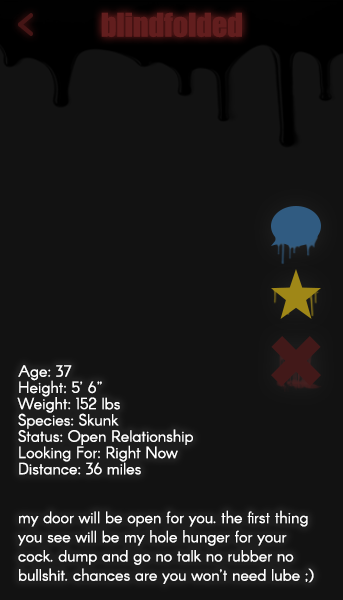 blindfolded
Age: 37
Height: 5' 6"
Weight: 152 lbs
Species: Skunk
Status: Open Relationship
Looking For: Right Now
Distance: 36 miles
my door will be open for you. the first thing
you see will be my hole hunger for your
cock. dump and go no talk no rubber no
bullshit. chances are you won't need lube ;)